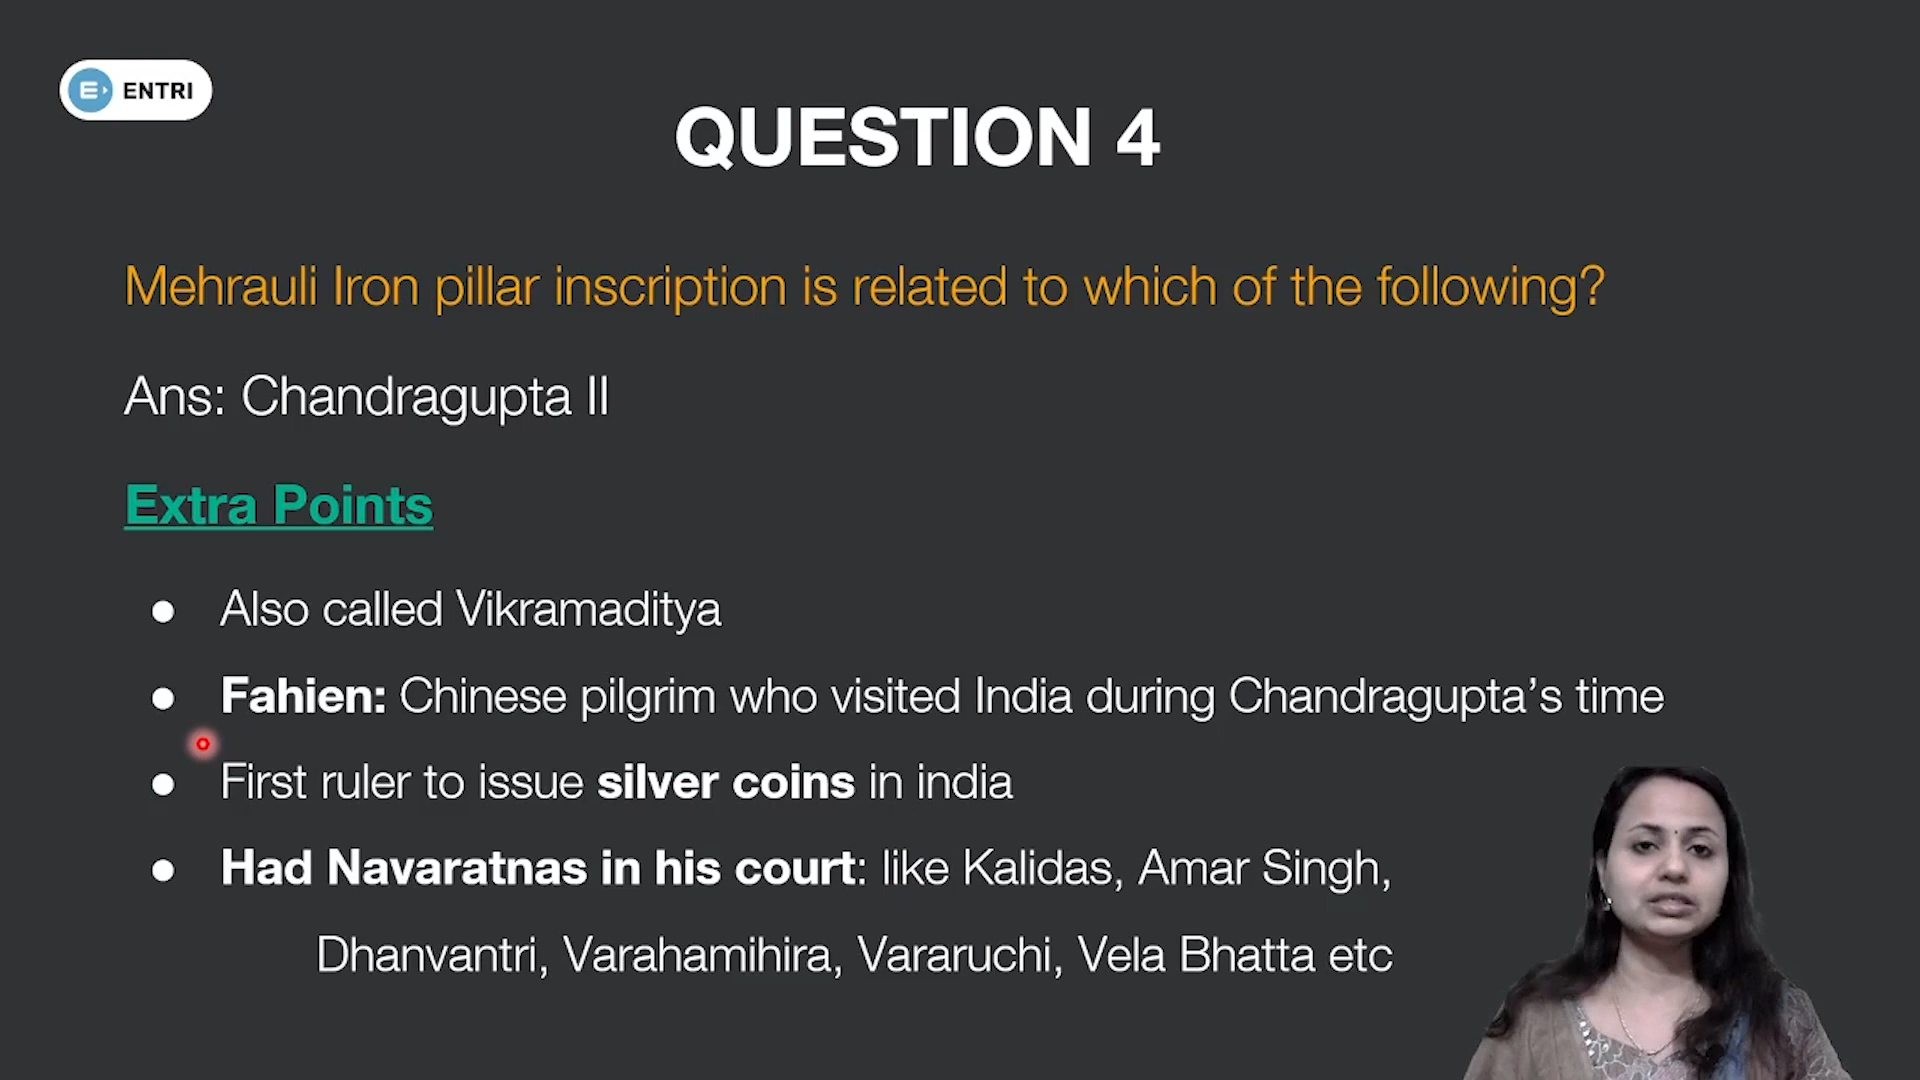 ENTRI
QUESTION 4
Mehrauli Iron pillar inscription is related to which of the following?
Ans: Chandragupta II
Extra Points
● Also called Vikramaditya
● Fahien: Chinese pilgrim who visited India during Chandragupta’s time
● First ruler to issue silver coins in india
● Had Navaratnas in his court: like Kalidas, Amar Singh,
Dhanvantri, Varahamihira, Vararuchi, Vela Bhatta etc